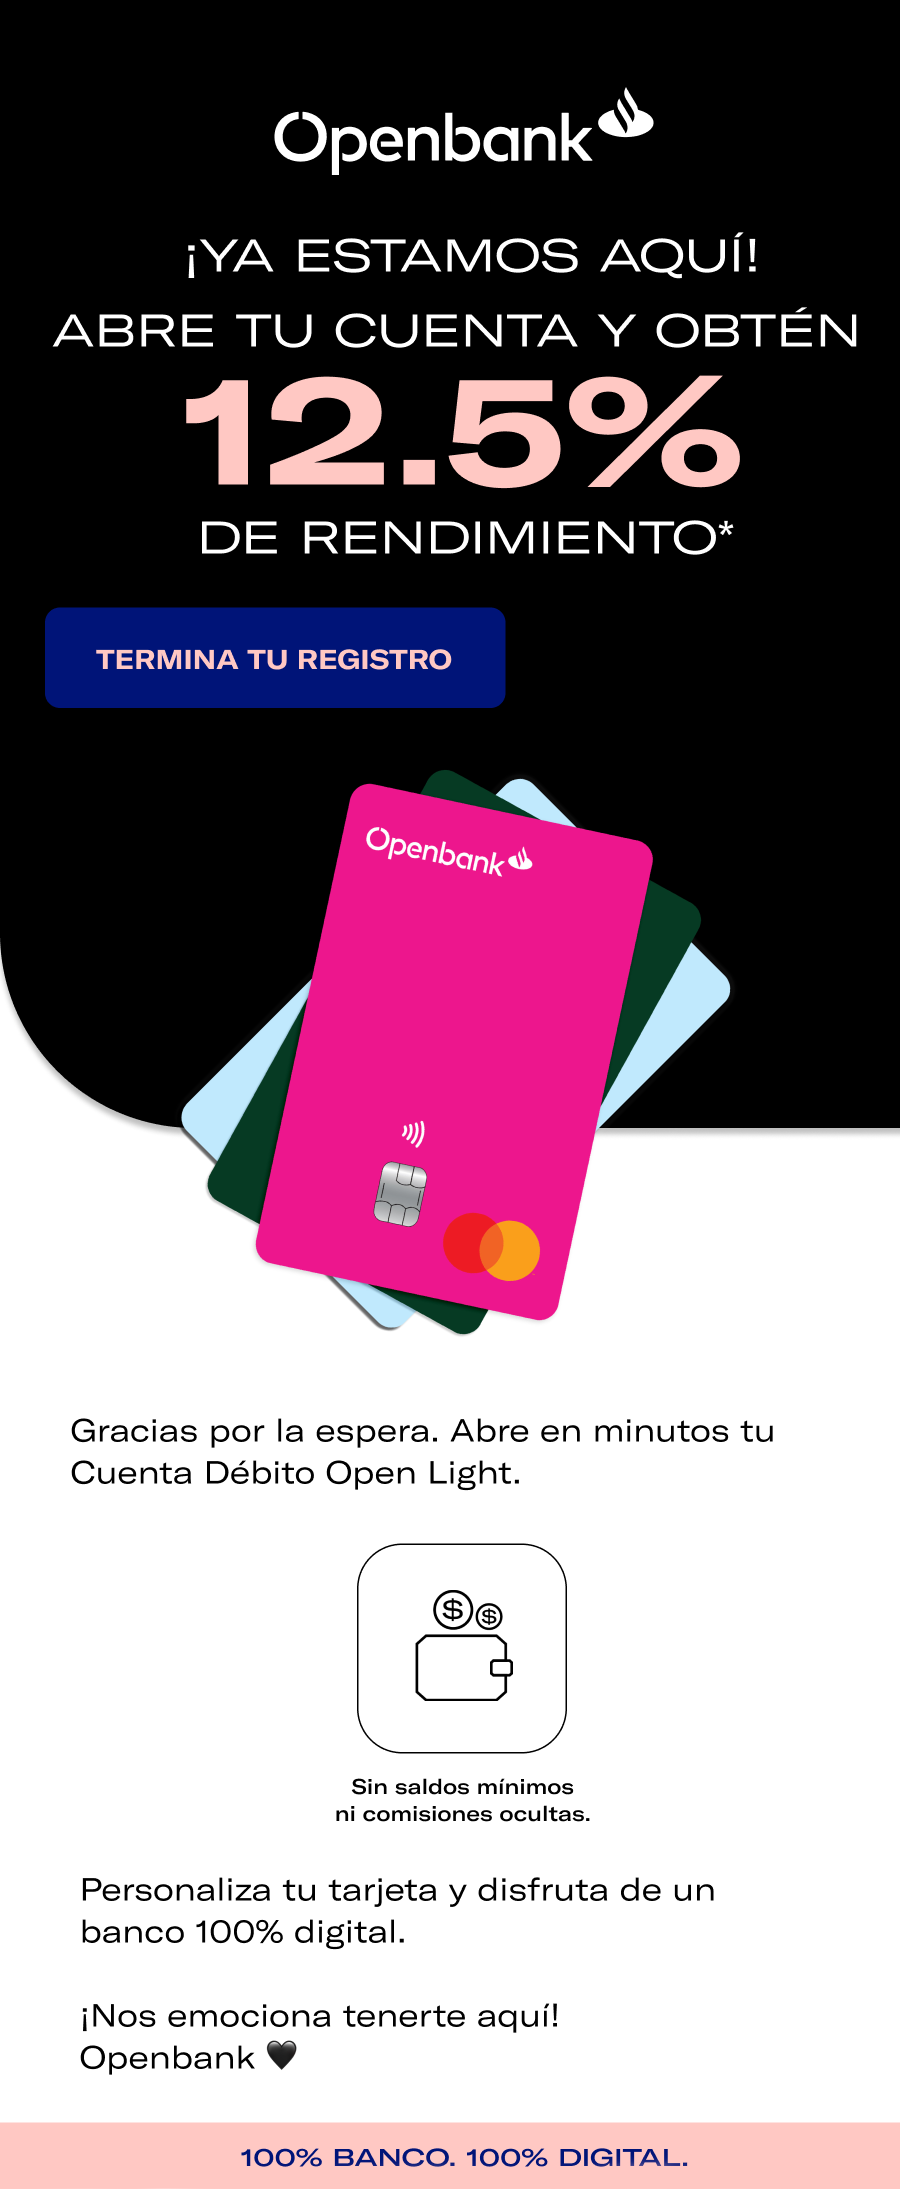 Openbank
¡YA ESTAMOS AQUÍ!
ABRE TU CUENTA Y OBTÉN
12.5%
DE RENDIMIENTO*
TERMINA TU REGISTRO
Openbank
Gracias por la espera. Abre en minutos tu
Cuenta Débito Open Light.
$ $
Sin saldos mínimos
ni comisiones ocultas.
Personaliza tu tarjeta y disfruta de un
banco 100% digital.
¡Nos emociona tenerte aquí!
Openbank 🖤
100% BANCO. 100% DIGITAL.